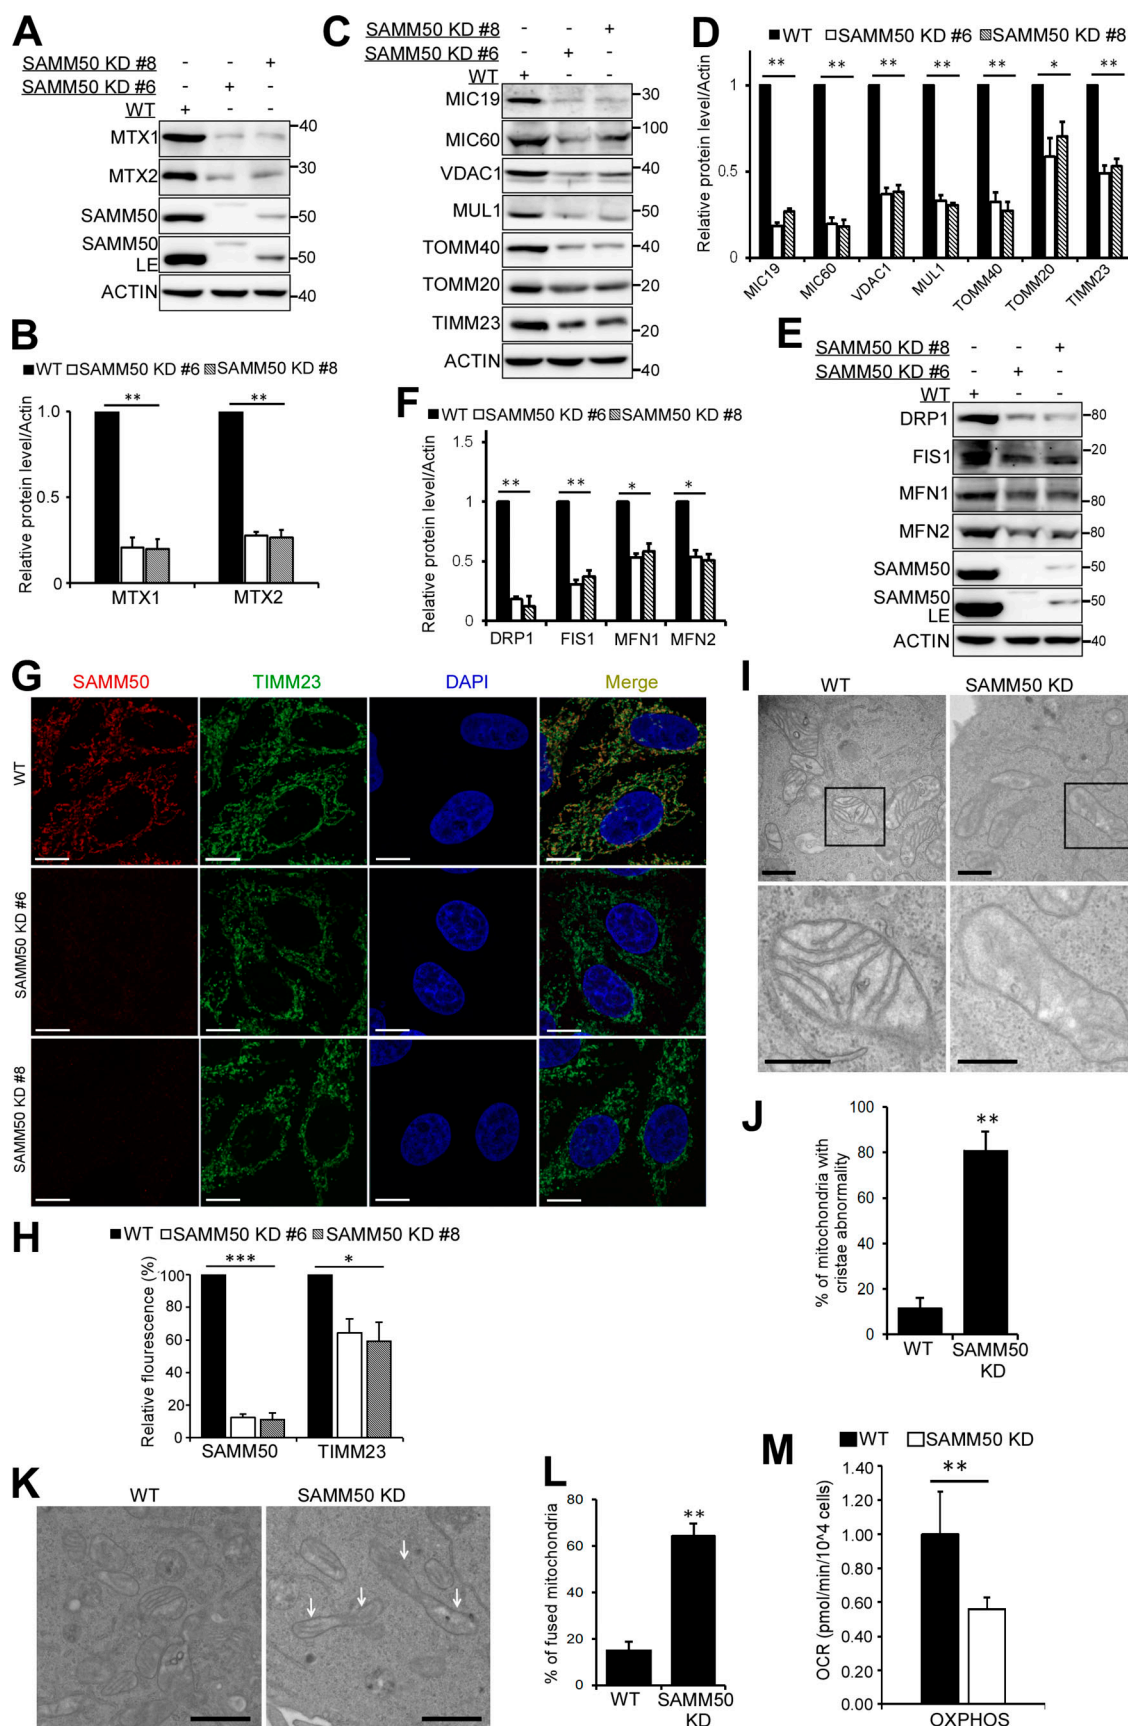 A
SAMM50 KD #8 - - +
SAMM50 KD #6 - + -
WT + - -
MTX1 40
MTX2 30
SAMM50 50
SAMM50 LE 50
ACTIN 40
B
WT SAMM50 KD #6 SAMM50 KD #8
Relative protein level/Actin
1.0
0.5
0
** **
MTX1 MTX2
C
SAMM50 KD #8 - - +
SAMM50 KD #6 - + -
WT + - -
MIC19 30
MIC60 100
VDAC1 40
MUL1 50
TOMM40 40
TOMM20 20
TIMM23 20
ACTIN 40
D
WT SAMM50 KD #6 SAMM50 KD #8
Relative protein level/Actin
1
0.5
0
** ** ** ** ** * **
MIC19 MIC60 VDAC1 MUL1 TOMM40 TOMM20 TIMM23
E
SAMM50 KD #8 - - +
SAMM50 KD #6 - + -
WT + - -
DRP1 80
FIS1 20
MFN1 80
MFN2 80
SAMM50 50
SAMM50 LE 50
ACTIN 40
F
WT SAMM50 KD #6 SAMM50 KD #8
Relative protein level/Actin
1.5
1
0.5
0
** ** * *
DRP1 FIS1 MFN1 MFN2
G
SAMM50 TIMM23 DAPI Merge
WT
SAMM50 KD #6
SAMM50 KD #8
H
WT SAMM50 KD #6 SAMM50 KD #8
Relative flourescence (%)
100
80
60
40
20
0
*** *
SAMM50 TIMM23
I
WT SAMM50 KD
J
% of mitochondria with
cristae abnormality
100
80
60
40
20
0
**
WT SAMM50
KD
K
WT SAMM50 KD
L
% of fused mitochondria
80
60
40
20
0
**
WT SAMM50
KD
M
WT SAMM50 KD
OCR (pmol/min/10^4 cells)
1.40
1.20
1.00
0.80
0.60
0.40
0.20
0.00
**
OXPHOS